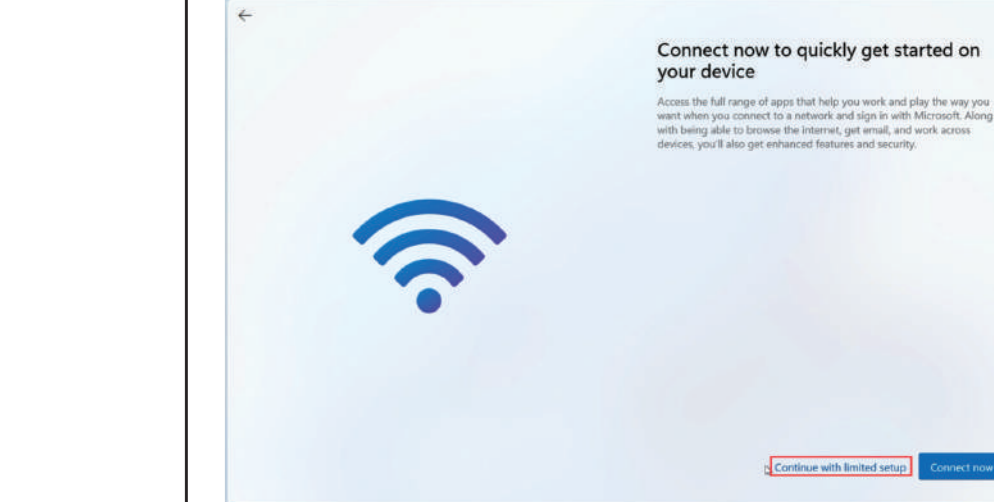 Connect now to quickly get started on
your device
Access the full range of apps that help you work and play the way you
want when you connect to a network and sign in with Microsoft. Along
with being able to browse the internet, get email, and work across
devices, you'll also get enhanced features and security.
Continue with limited setup
Connect now